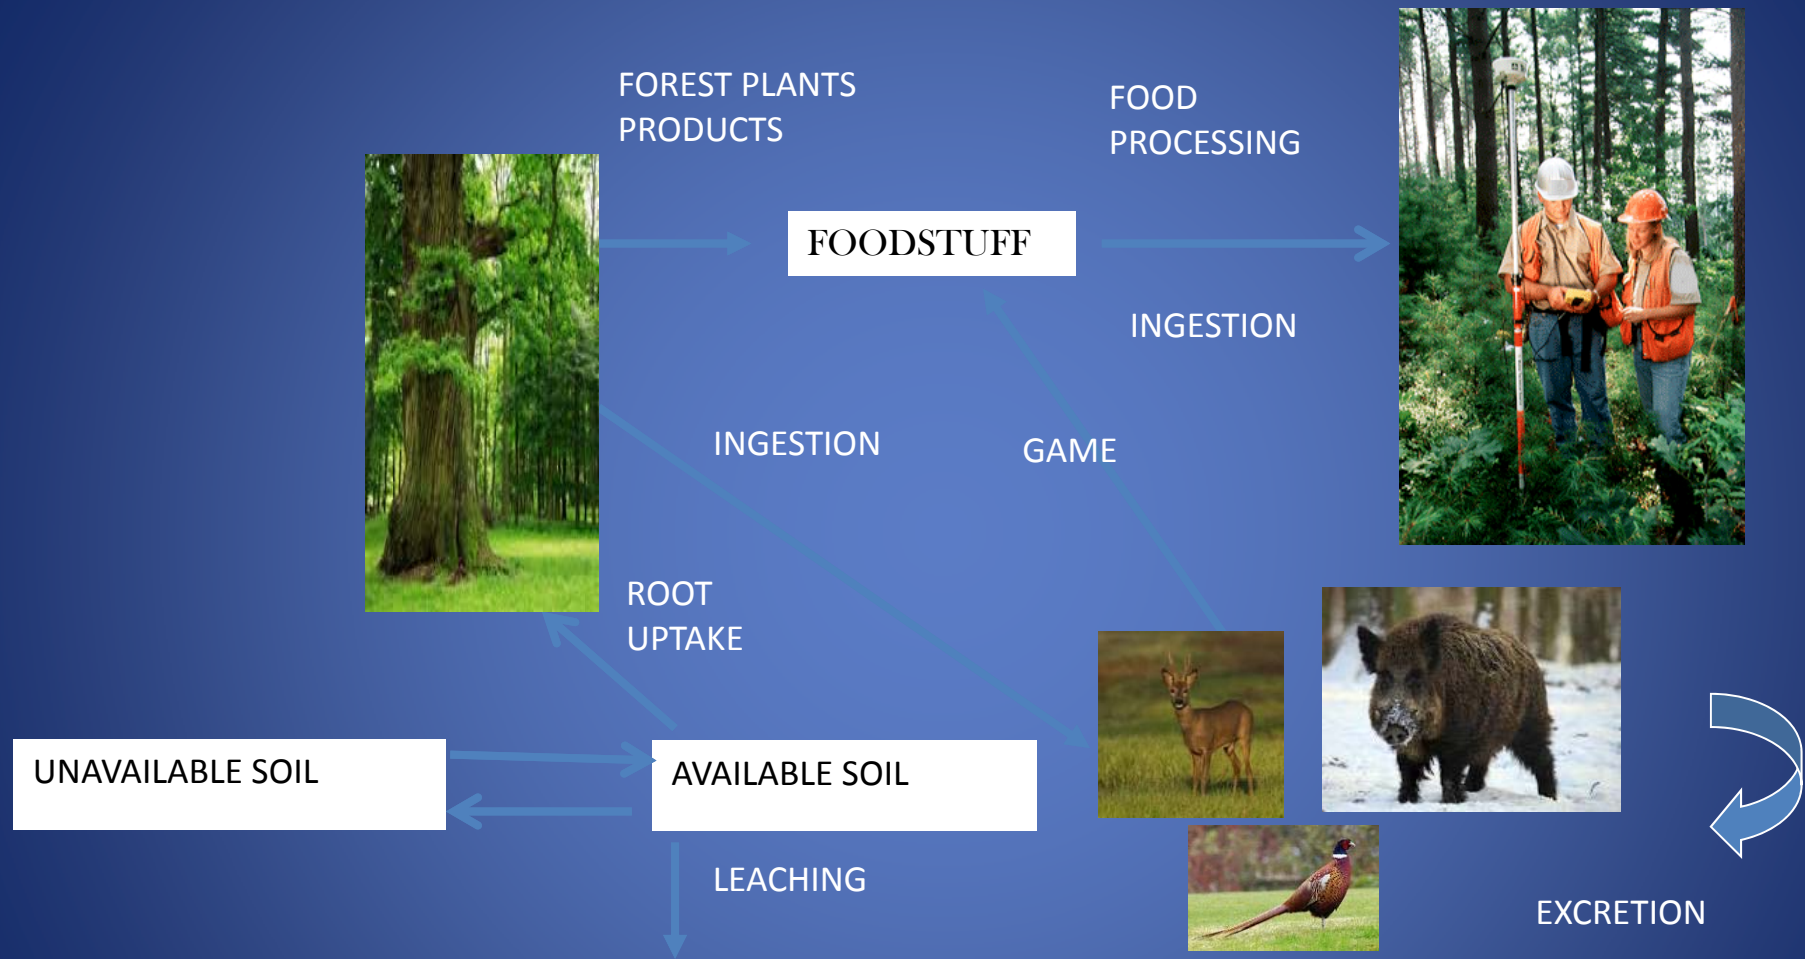 FOREST PLANTS
PRODUCTS
FOOD
PROCESSING
FOODSTUFF
INGESTION
INGESTION
GAME
ROOT
UPTAKE
UNAVAILABLE SOIL
AVAILABLE SOIL
LEACHING
EXCRETION